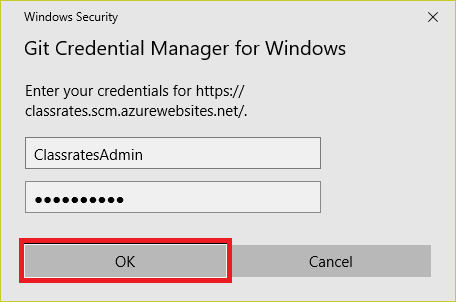 Windows Security
Git Credential Manager for Windows
Enter your credentials for https://
classrates.scm.azurewebsites.net/.
ClassratesAdmin
●●●●●●●●●●
OK
Cancel